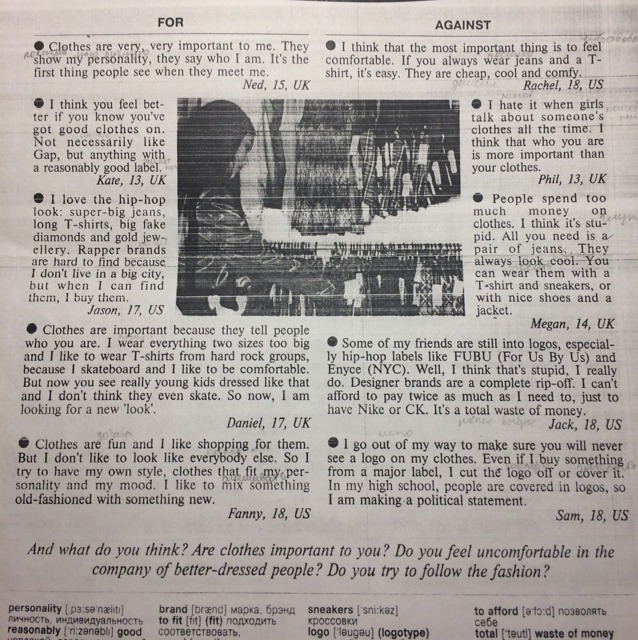 FOR
● Clothes are very, very important to me. They
show my personality, they say who I am. It's the
first thing people see when they meet me.
Ned, 15, UK
● I think you feel bet-
ter if you know you've
got good clothes on.
Not necessarily like
Gap, but anything with
a reasonably good label.
Kate, 13, UK
● I love the hip-hop
look: super-big jeans,
long T-shirts, big fake
diamonds and gold jew-
ellery. Rapper brands
are hard to find because
I don't live in a big city,
but when I can find
them, I buy them.
Jason, 17, US
● Clothes are important because they tell people
who you are. I wear everything two sizes too big
and I like to wear T-shirts from hard rock groups,
because I skateboard and I like to be comfortable.
But now you see really young kids dressed like that
and I don't think they even skate. So now, I am
looking for a new 'look'.
Daniel, 17, UK
● Clothes are fun and I like shopping for them.
But I don't like to look like everybody else. So I
try to have my own style, clothes that fit my per-
sonality and my mood. I like to mix something
old-fashioned with something new.
Fanny, 18, US
AGAINST
● I think that the most important thing is to feel
comfortable. If you always wear jeans and a T-
shirt, it's easy. They are cheap, cool and comfy.
Rachel, 18, US
● I hate it when girls
talk about someone's
clothes all the time. I
think that who you are
is more important than
your clothes.
Phil, 13, UK
● People spend too
much money on
clothes. I think it's stu-
pid. All you need is a
pair of jeans. They
always look cool. You
can wear them with a
T-shirt and sneakers, or
with nice shoes and a
jacket.
Megan, 14, UK
● Some of my friends are still into logos, especial-
ly hip-hop labels like FUBU (For Us By Us) and
Enyce (NYC). Well, I think that's stupid, I really
do. Designer brands are a complete rip-off. I can't
afford to pay twice as much as I need to, just to
have Nike or CK. It's a total waste of money.
Jack, 18, US
● I go out of my way to make sure you will never
see a logo on my clothes. Even if I buy something
from a major label, I cut the logo off or cover it.
In my high school, people are covered in logos, so
I am making a political statement.
Sam, 18, US
And what do you think? Are clothes important to you? Do you feel uncomfortable in the
company of better-dressed people? Do you try to follow the fashion?
personality [ˌpɜːsəˈnælɪti]
личность, индивидуальность
reasonably [ˈriːzənəbli] good
brand [brænd] марка, брэнд
to fit [fɪt] (fit) подходить
соответствовать,
sneakers [ˈsniːkəz]
кроссовки
logo [ˈləʊgəʊ] (logotype)
to afford [əˈfɔːd] позволять
себе
total [ˈtəʊtl] waste of money